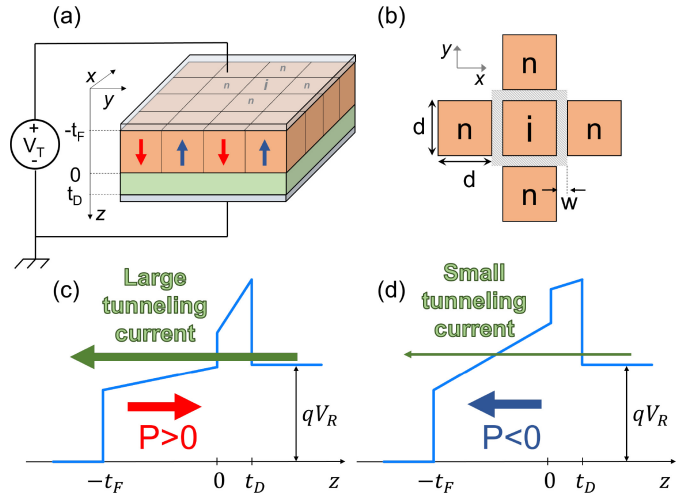 (a)
x
y
n
n
i
n
n
+
V_T
-
-t_F
0
t_D
z
(b)
y
x
n
d
n
i
n
d
n
w
(c)
Large
tunneling
current
P>0
qV_R
−t_F
0
t_D
z
(d)
Small
tunneling
current
P<0
qV_R
−t_F
0
t_D
z